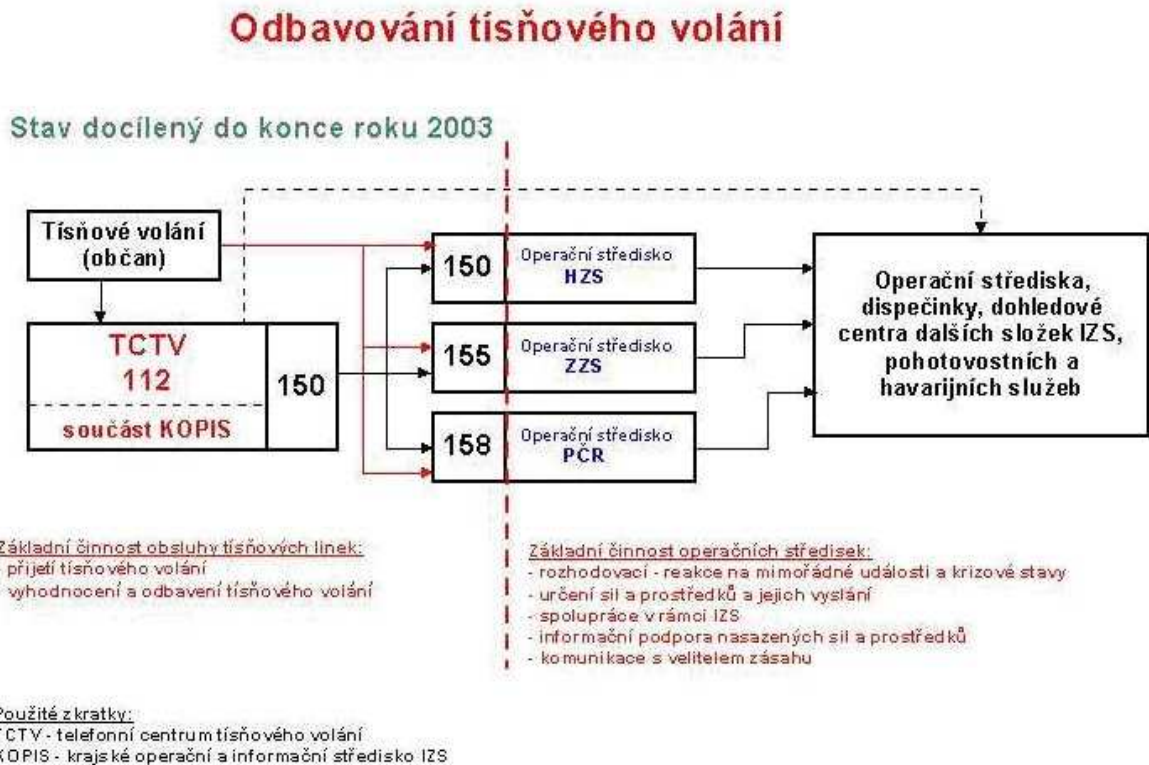 Odbavování tísňového volání
Stav docílený do konce roku 2003
Tísňové volání
(občan)
TCTV
112
součást KOPIS
150
150
Operační středisko
HZS
155
Operační středisko
ZZS
158
Operační středisko
PČR
Operační střediska,
dispečinky, dohledové
centra dalších složek IZS,
pohotovostních a
havarijních služeb
Základní činnost obsluhy tísňových linek:
přijetí tísňového volání
vyhodnocení a odbavení tísňového volání
Základní činnost operačních středisek:
- rozhodovací - reakce na mimořádné události a krizové stavy
- určení sil a prostředků a jejich vyslání
- spolupráce v rámci IZS
- informační podpora nasazených sil a prostředků
- komunikace s velitelem zásahu
Použité zkratky:
TCTV - telefonní centrum tísňového volání
KOPIS - krajské operační a informační středisko IZS